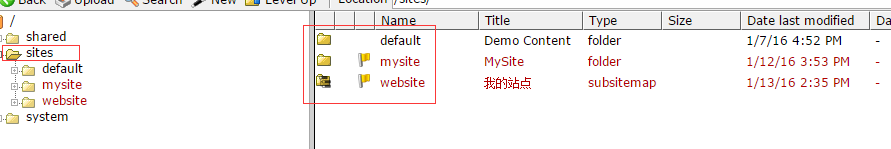 Back Upload Search New Level Up Location /sites/
/
shared
sites
default
mysite
website
system
Name Title Type Size Date last modified Da
default Demo Content folder 1/7/16 4:52 PM -
mysite MySite folder 1/12/16 3:53 PM -
website 我的站点 subsitemap 1/13/16 2:35 PM -